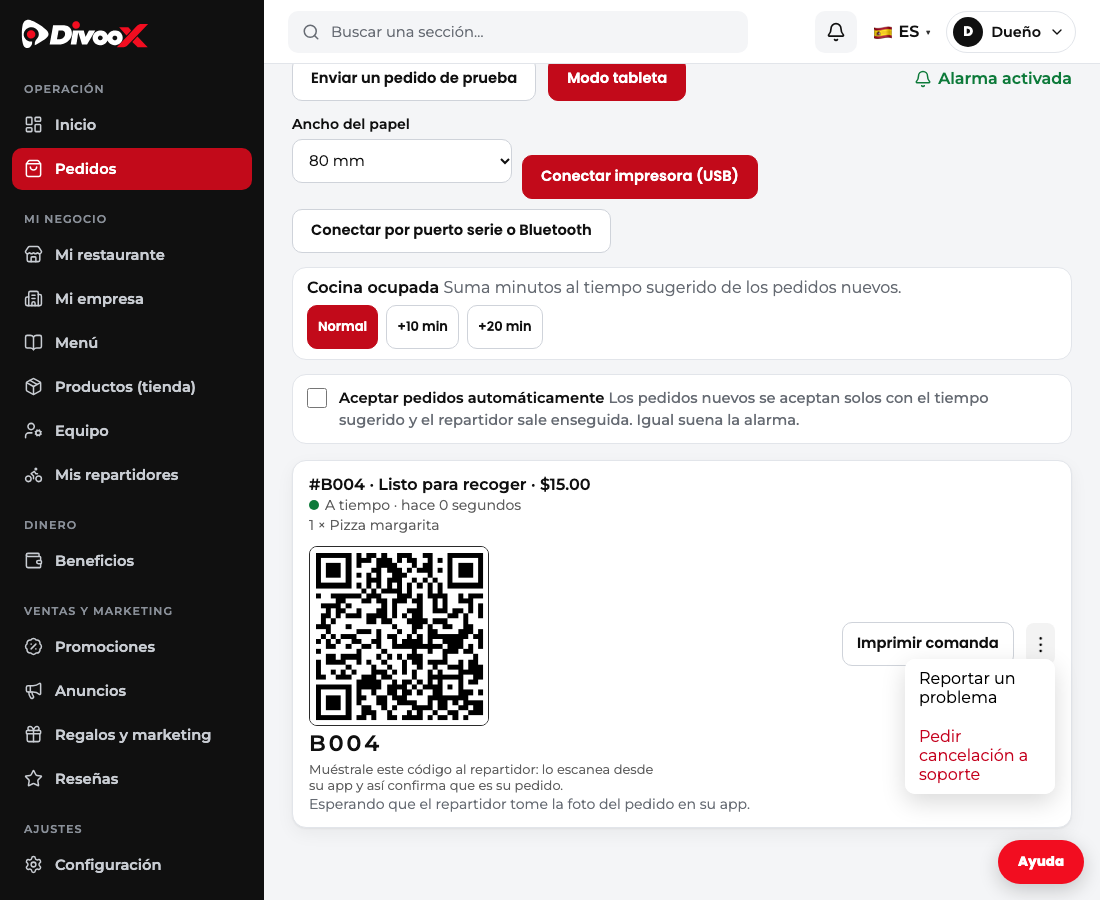 DivooX
Buscar una sección...
ES
D
Dueño
OPERACIÓN
Inicio
Pedidos
MI NEGOCIO
Mi restaurante
Mi empresa
Menú
Productos (tienda)
Equipo
Mis repartidores
DINERO
Beneficios
VENTAS Y MARKETING
Promociones
Anuncios
Regalos y marketing
Reseñas
AJUSTES
Configuración
Enviar un pedido de prueba
Modo tableta
Alarma activada
Ancho del papel
80 mm
Conectar impresora (USB)
Conectar por puerto serie o Bluetooth
Cocina ocupada Suma minutos al tiempo sugerido de los pedidos nuevos.
Normal
+10 min
+20 min
Aceptar pedidos automáticamente Los pedidos nuevos se aceptan solos con el tiempo
sugerido y el repartidor sale enseguida. Igual suena la alarma.
#B004 · Listo para recoger · $15.00
A tiempo · hace 0 segundos
1 × Pizza margarita
Imprimir comanda
Reportar un
problema
Pedir
cancelación a
soporte
B004
Muéstrale este código al repartidor: lo escanea desde
su app y así confirma que es su pedido.
Esperando que el repartidor tome la foto del pedido en su app.
Ayuda